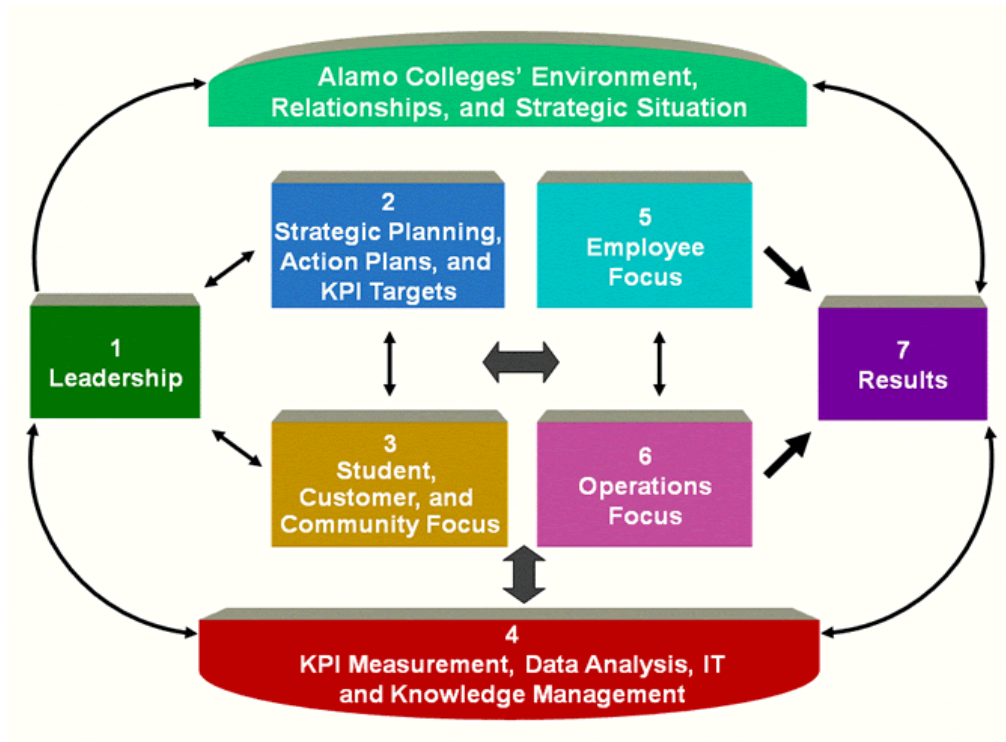 Alamo Colleges' Environment,
Relationships, and Strategic Situation
2
Strategic Planning,
Action Plans, and
KPI Targets
5
Employee
Focus
1
Leadership
7
Results
3
Student,
Customer, and
Community Focus
6
Operations
Focus
4
KPI Measurement, Data Analysis, IT
and Knowledge Management